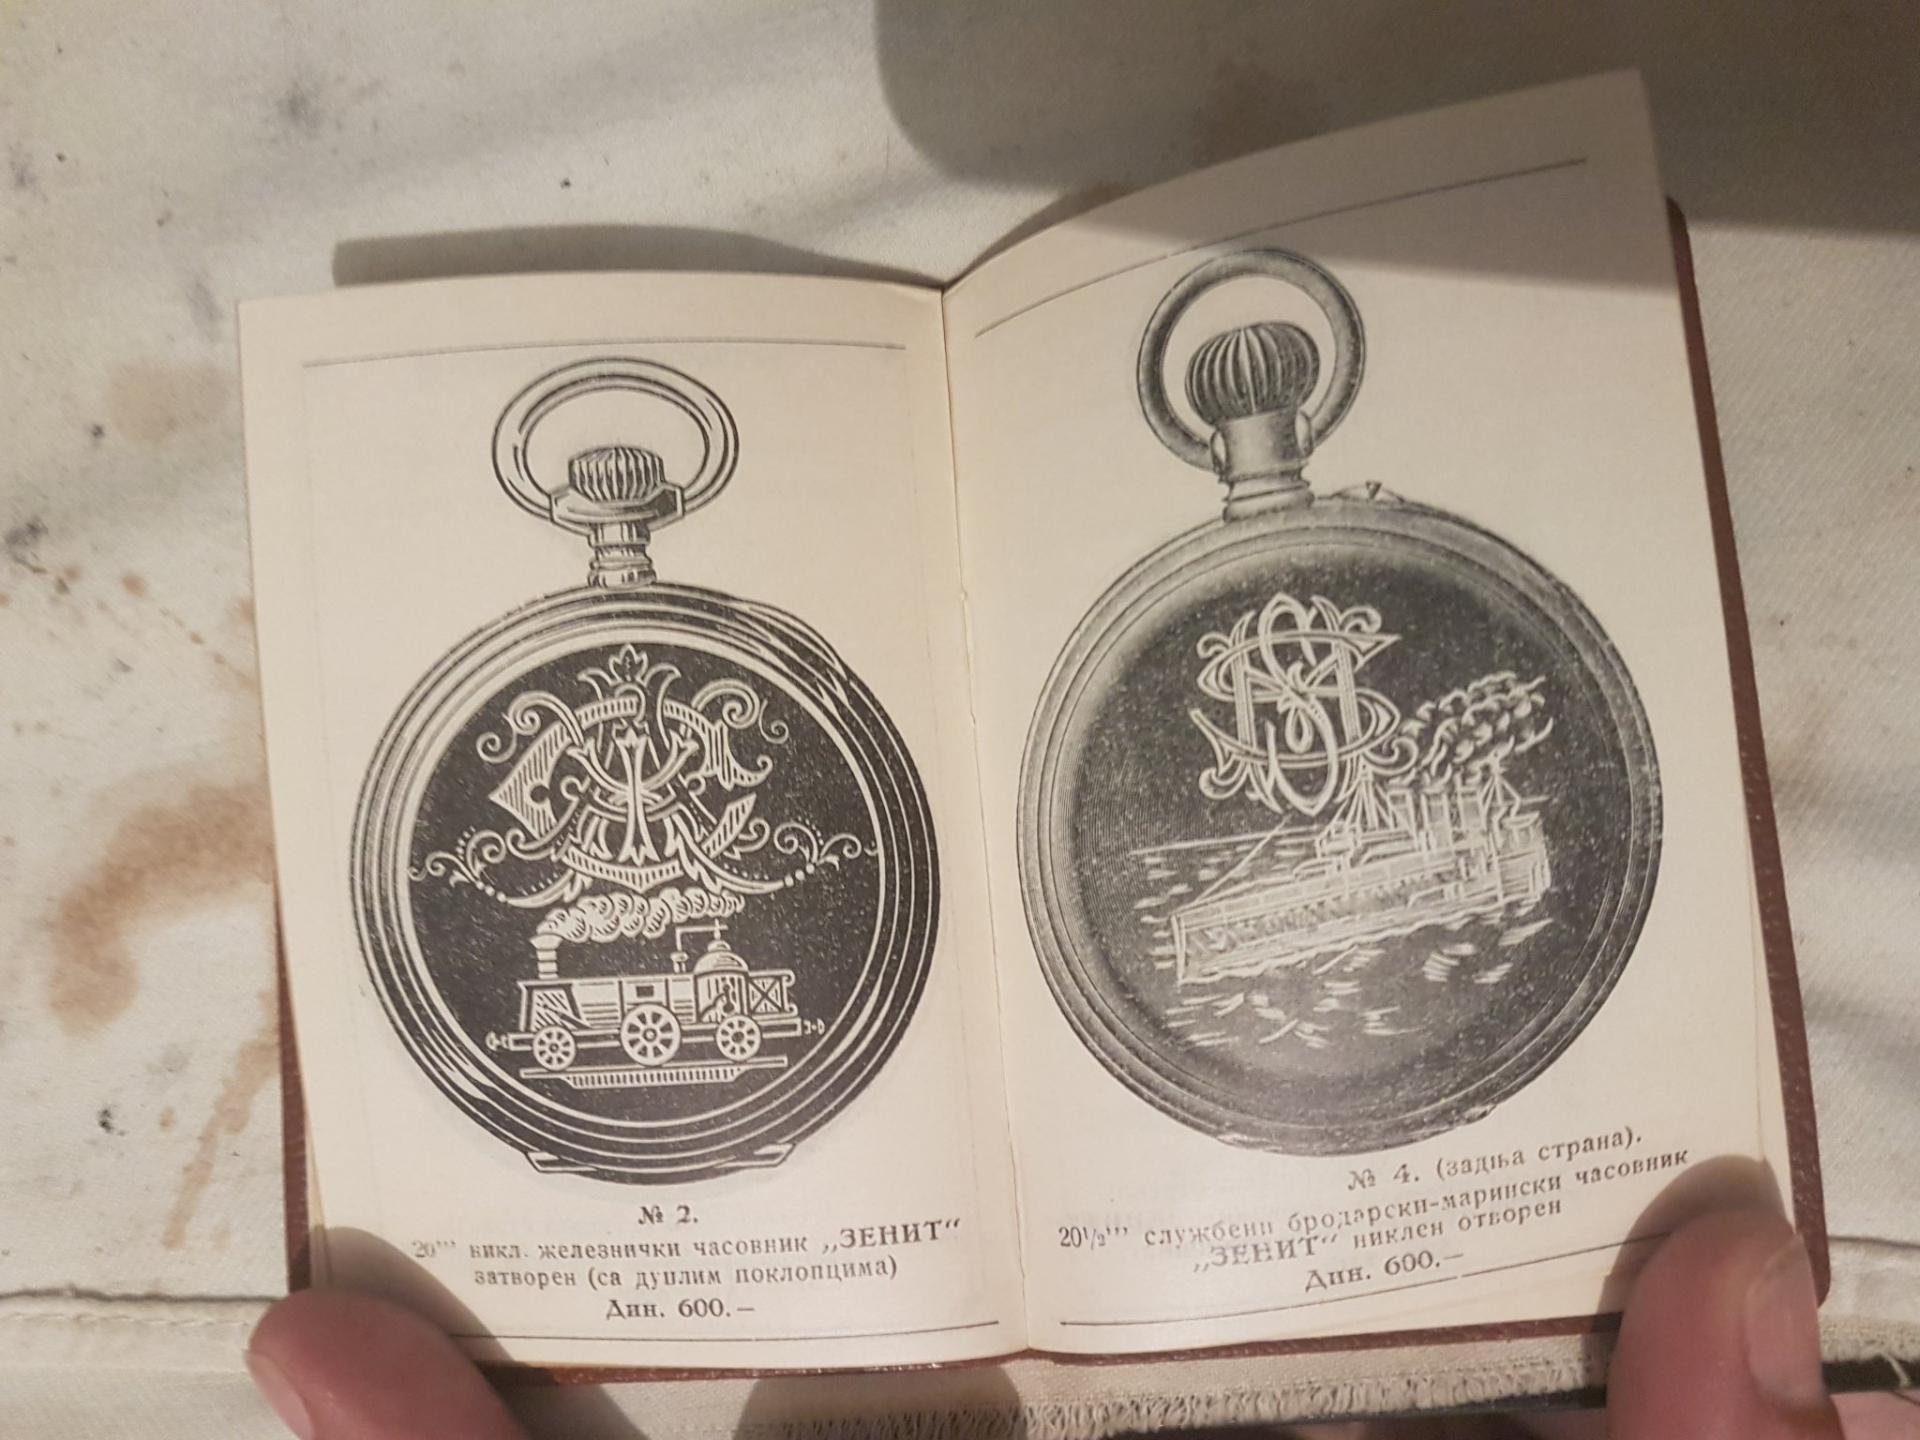 № 2.
20''' никл. железнички часовник „ЗЕНИТ“
затворен (са дуплим поклопцима)
Дин. 600.—
№ 4. (задња страна).
20½''' службени бродарски-марински часовник
„ЗЕНИТ“ никлен отворен
Дин. 600.—